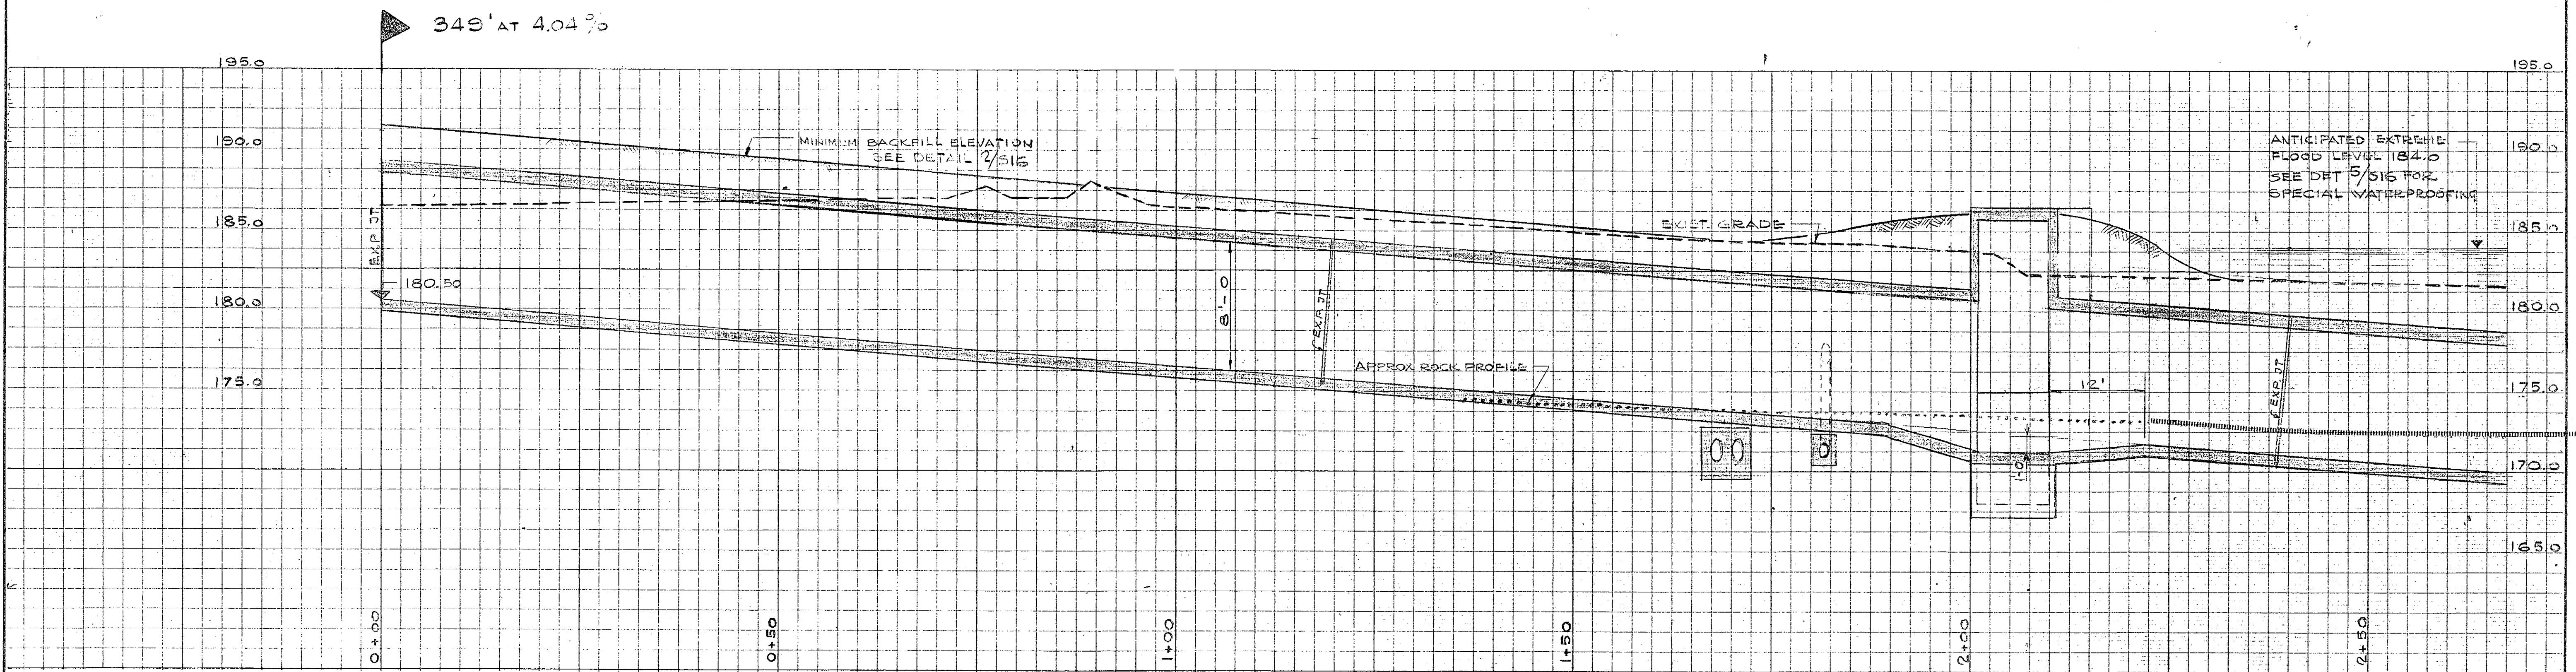 349' AT 4.04 %
195.0
195.0
190.0
MINIMUM BACKFILL ELEVATION
SEE DETAIL 2/S16
ANTICIPATED EXTREME
FLOOD LEVEL 184.0
SEE DET 5/S16 FOR
SPECIAL WATERPROOFING
190.0
185.0
EXIST. GRADE
185.0
EXP. JT
180.50
180.0
8'-0
EXP. JT
180.0
175.0
APPROX ROCK PROFILE
12'
EXP. JT
175.0
1'-0
170.0
165.0
0+00
0+50
1+00
1+50
2+00
2+50